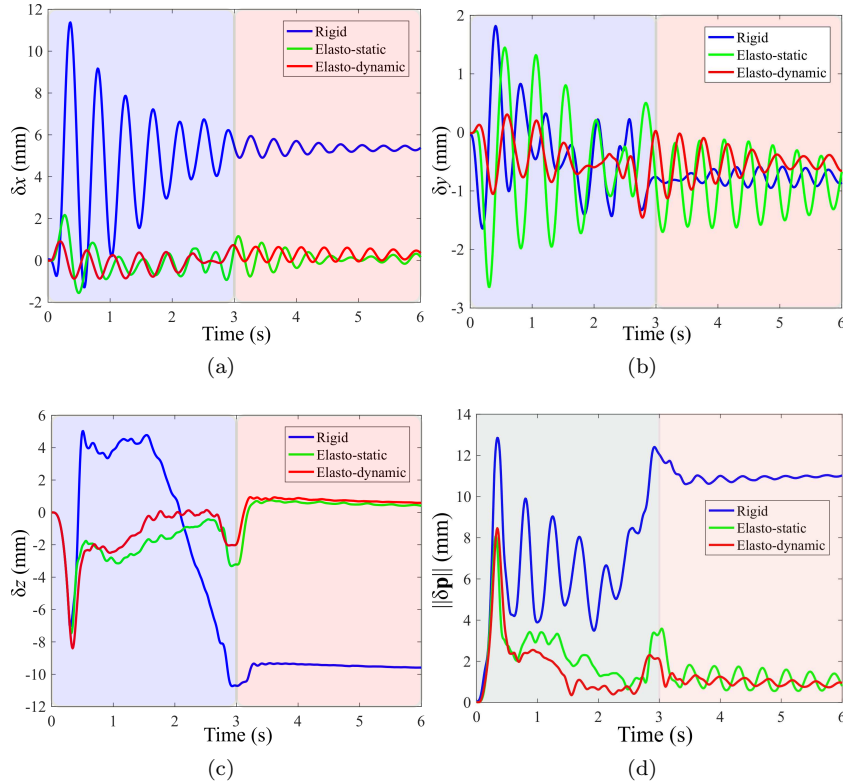 12
10
8
6
4
2
0
-2
δx (mm)
Rigid
Elasto-static
Elasto-dynamic
0 1 2 3 4 5 6
Time (s)
(a)
2
1
0
-1
-2
-3
δy (mm)
Rigid
Elasto-static
Elasto-dynamic
0 1 2 3 4 5 6
Time (s)
(b)
6
4
2
0
-2
-4
-6
-8
-10
-12
δz (mm)
Rigid
Elasto-static
Elasto-dynamic
0 1 2 3 4 5 6
Time (s)
(c)
14
12
10
8
6
4
2
0
||δp|| (mm)
Rigid
Elasto-static
Elasto-dynamic
0 1 2 3 4 5 6
Time (s)
(d)